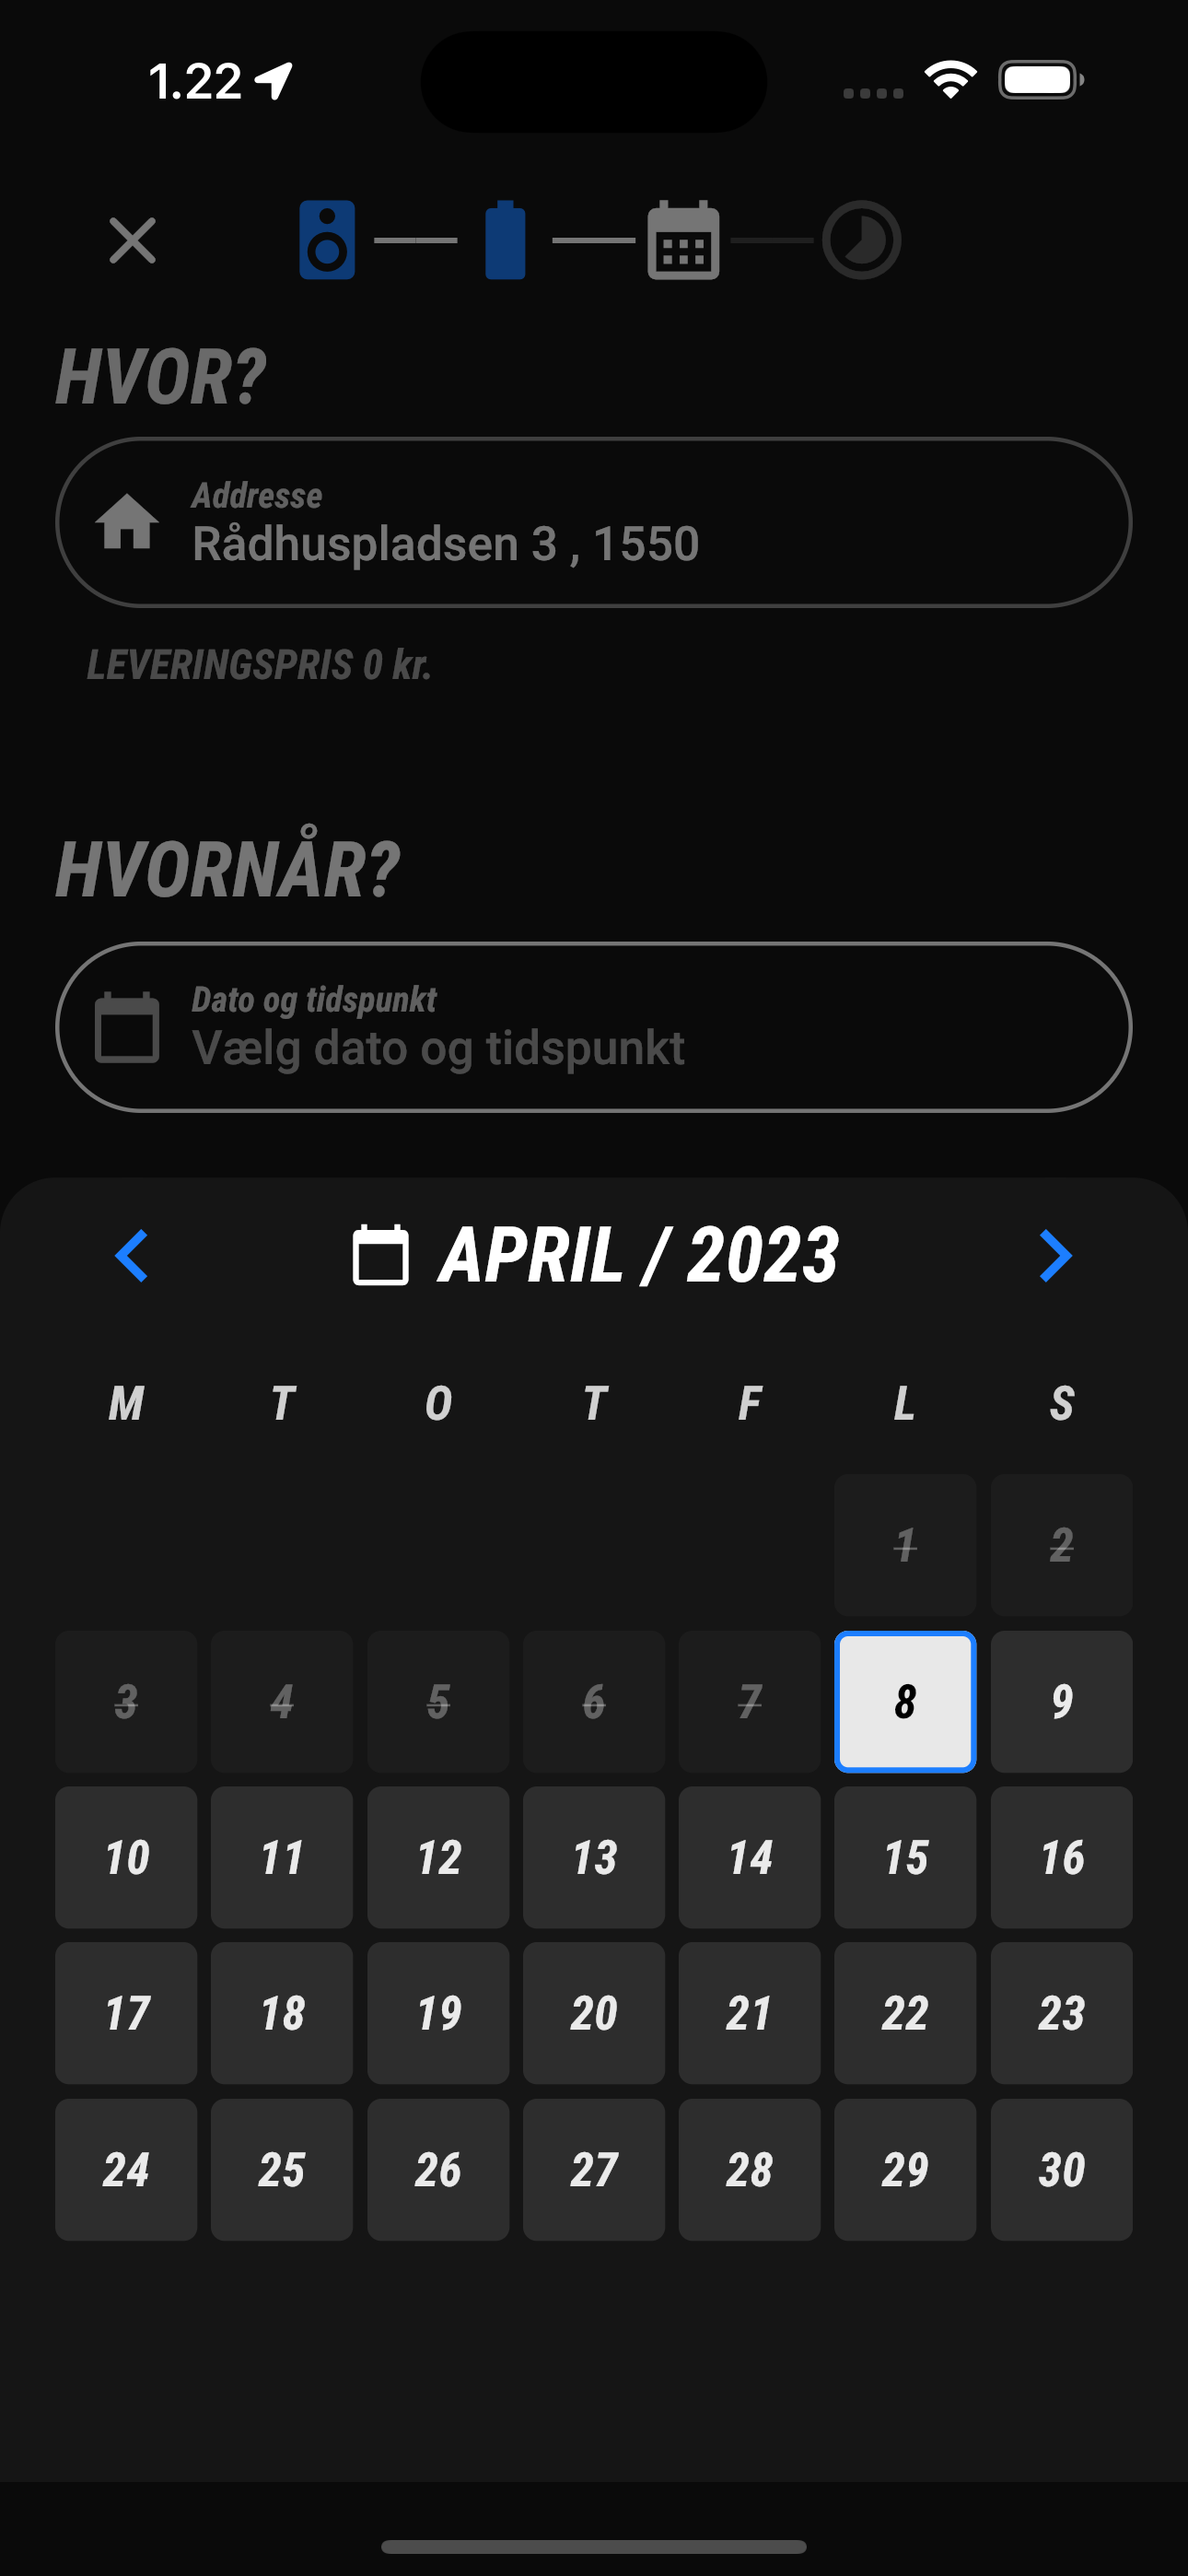 1.22
HVOR?
Addresse
Rådhuspladsen 3 , 1550
LEVERINGSPRIS 0 kr.
HVORNÅR?
Dato og tidspunkt
Vælg dato og tidspunkt
APRIL / 2023
M T O T F L S
1 2
3 4 5 6 7 8 9
10 11 12 13 14 15 16
17 18 19 20 21 22 23
24 25 26 27 28 29 30